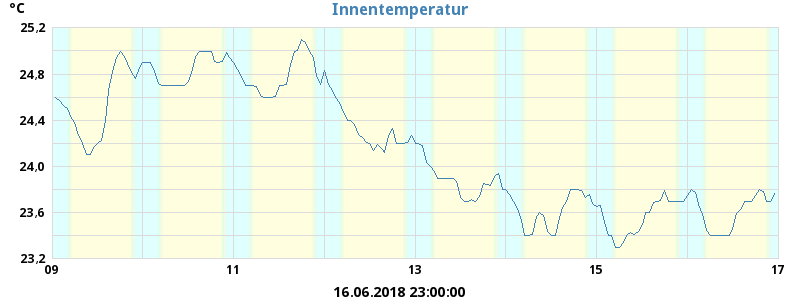 °C
Innentemperatur
25,2
24,8
24,4
24,0
23,6
23,2
09 11 13 15 17
16.06.2018 23:00:00